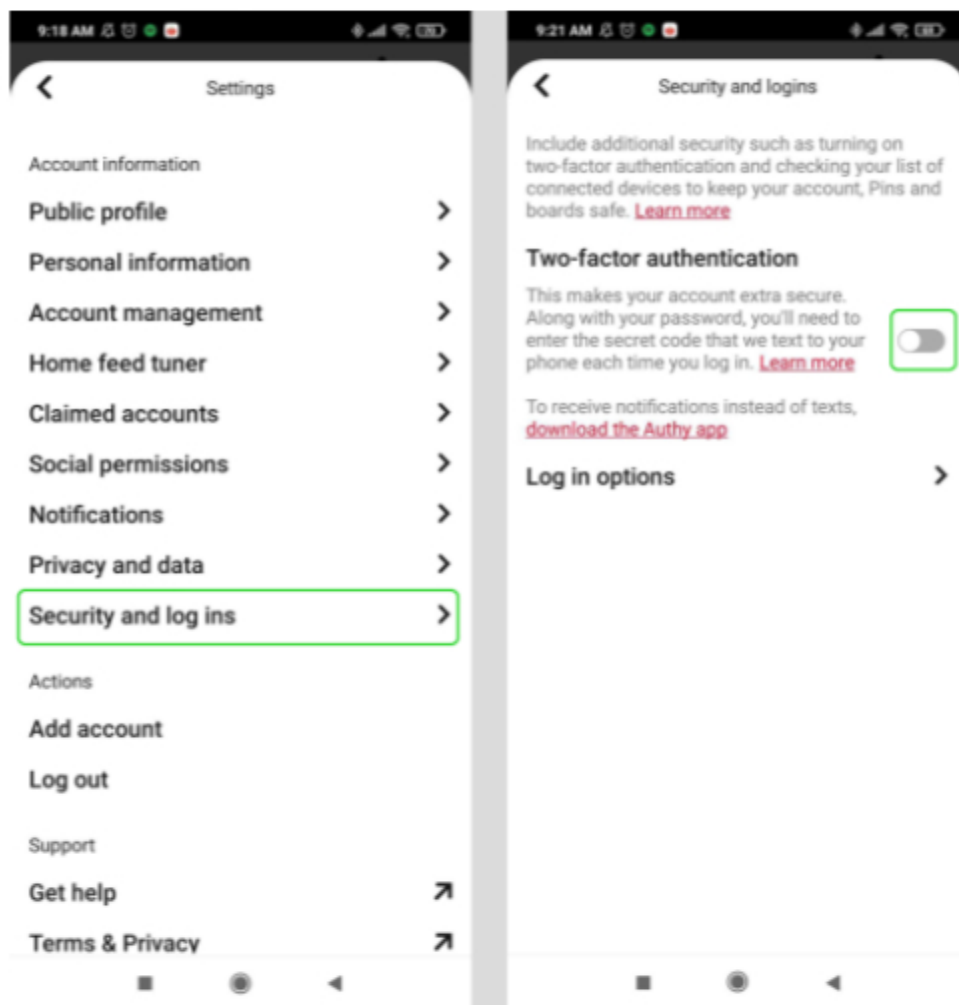 9:18 AM
Settings
Account information
Public profile
Personal information
Account management
Home feed tuner
Claimed accounts
Social permissions
Notifications
Privacy and data
Security and log ins
Actions
Add account
Log out
Support
Get help
Terms & Privacy
9:21 AM
Security and logins
Include additional security such as turning on
two-factor authentication and checking your list of
connected devices to keep your account, Pins and
boards safe. Learn more
Two-factor authentication
This makes your account extra secure.
Along with your password, you'll need to
enter the secret code that we text to your
phone each time you log in. Learn more
To receive notifications instead of texts,
download the Authy app
Log in options